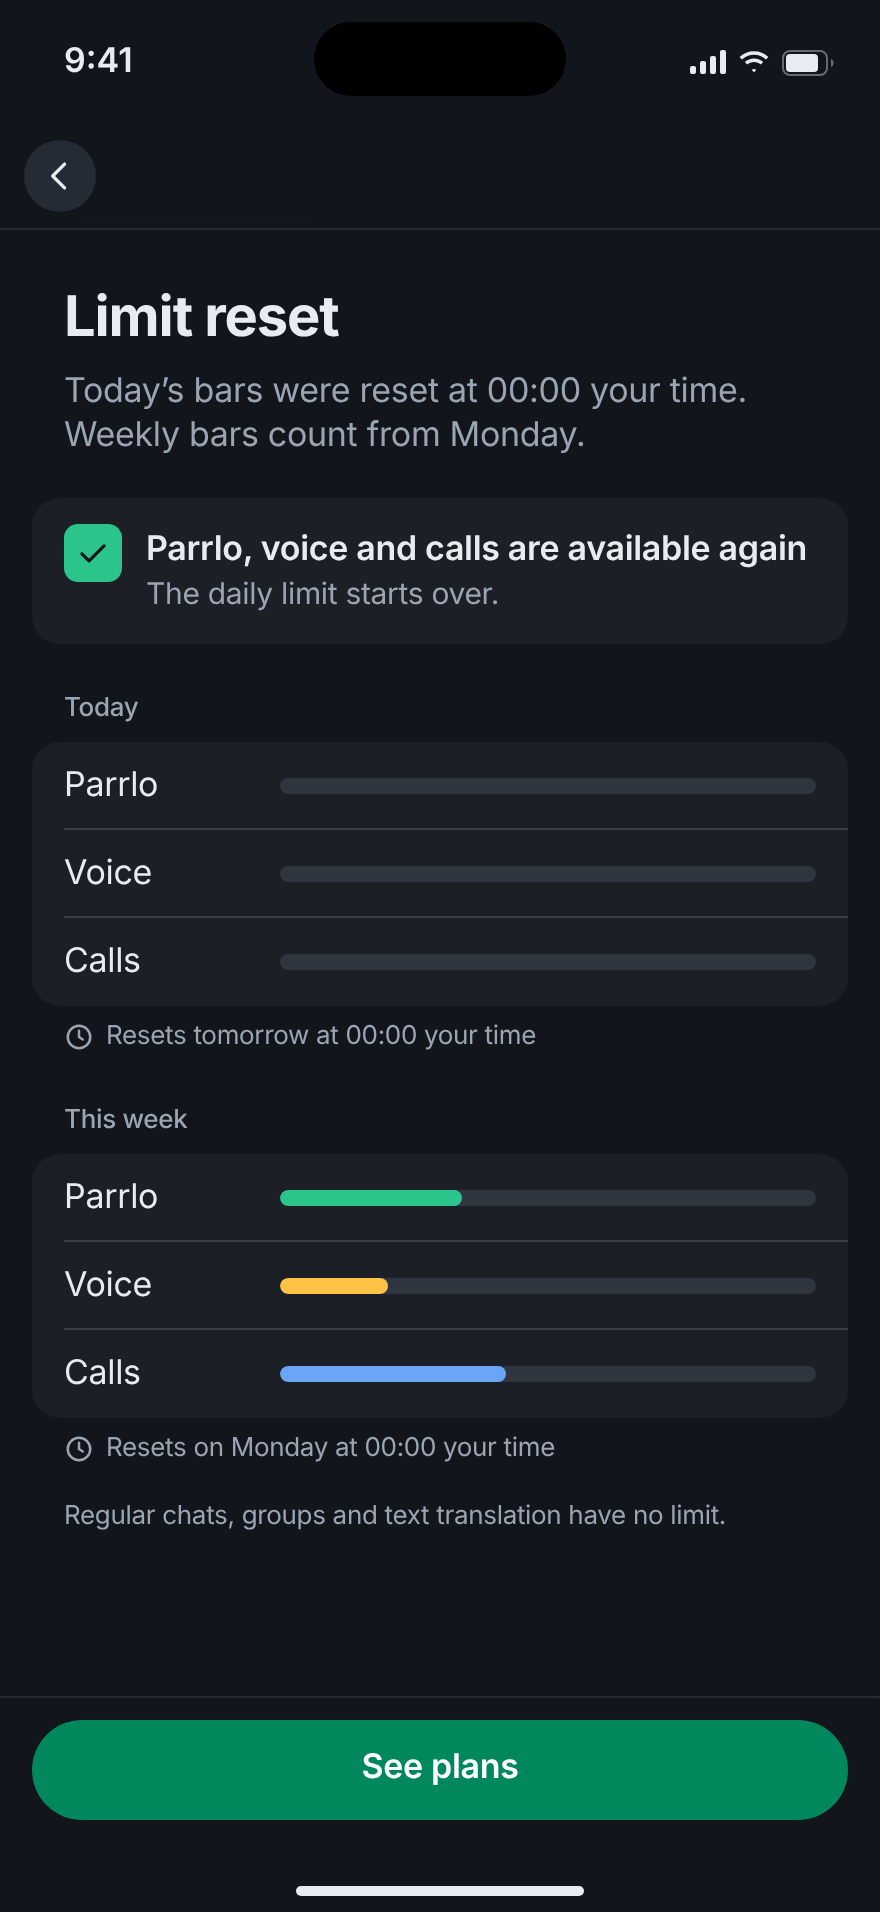 9:41
Limit reset
Today’s bars were reset at 00:00 your time.
Weekly bars count from Monday.
Parrlo, voice and calls are available again
The daily limit starts over.
Today
Parrlo
Voice
Calls
Resets tomorrow at 00:00 your time
This week
Parrlo
Voice
Calls
Resets on Monday at 00:00 your time
Regular chats, groups and text translation have no limit.
See plans